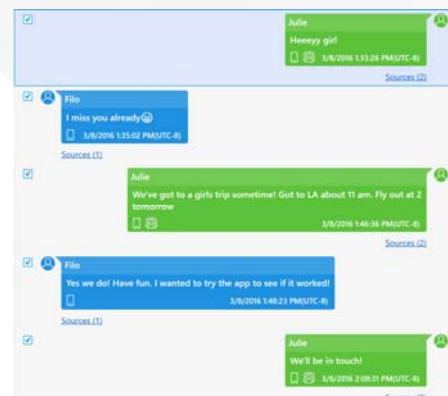 Julie
Heeeyy girl
3/8/2016 1:33:26 PM(UTC-8)
Sources (2)
Filo
I miss you already😀
3/8/2016 1:35:02 PM(UTC-8)
Sources (1)
Julie
We've got to a girls trip sometime! Got to LA about 11 am. Fly out at 2
tomorrow
3/8/2016 1:46:36 PM(UTC-8)
Sources (2)
Filo
Yes we do! Have fun. I wanted to try the app to see if it worked!
3/8/2016 1:48:23 PM(UTC-8)
Sources (1)
Julie
We'll be in touch!
3/8/2016 2:08:31 PM(UTC-8)